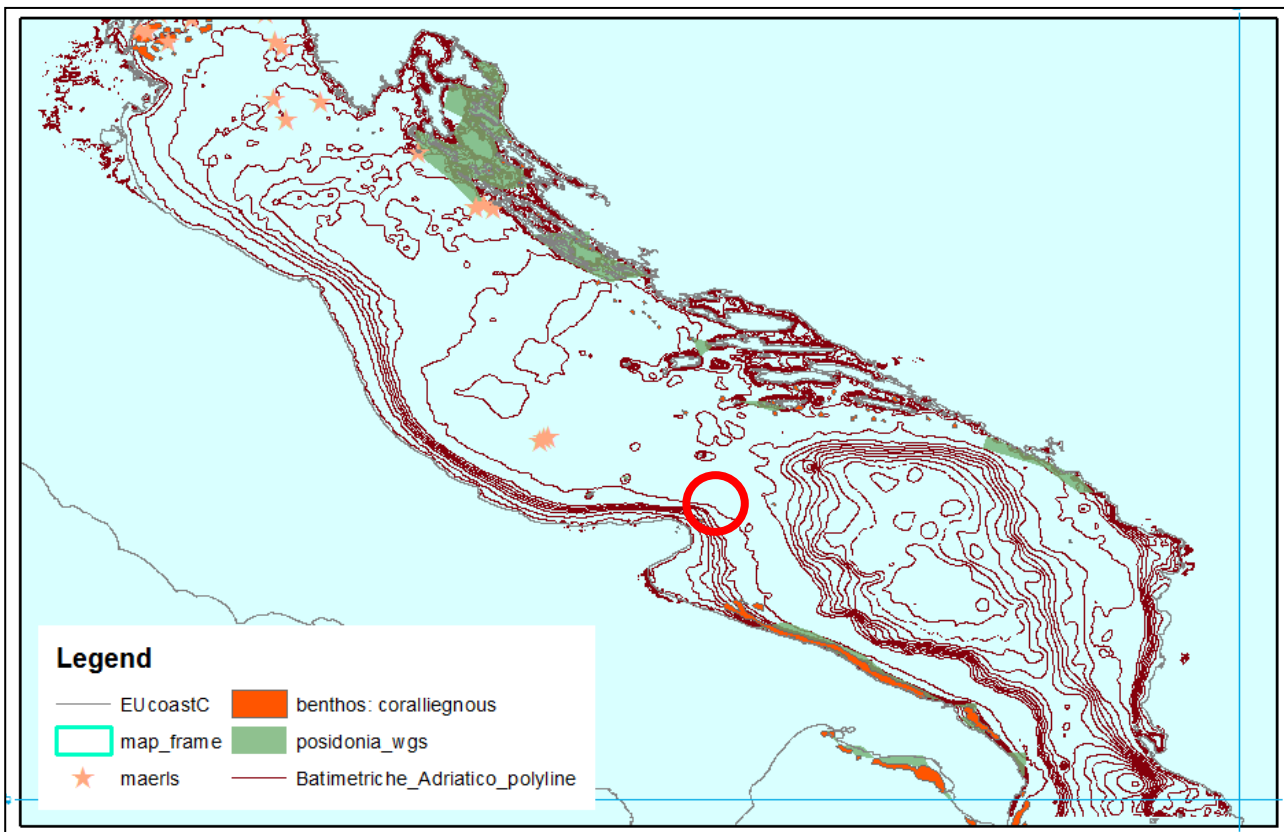 Legend
EUcoastC
benthos: coralliegnous
map_frame
posidonia_wgs
maerls
Batimetriche_Adriatico_polyline